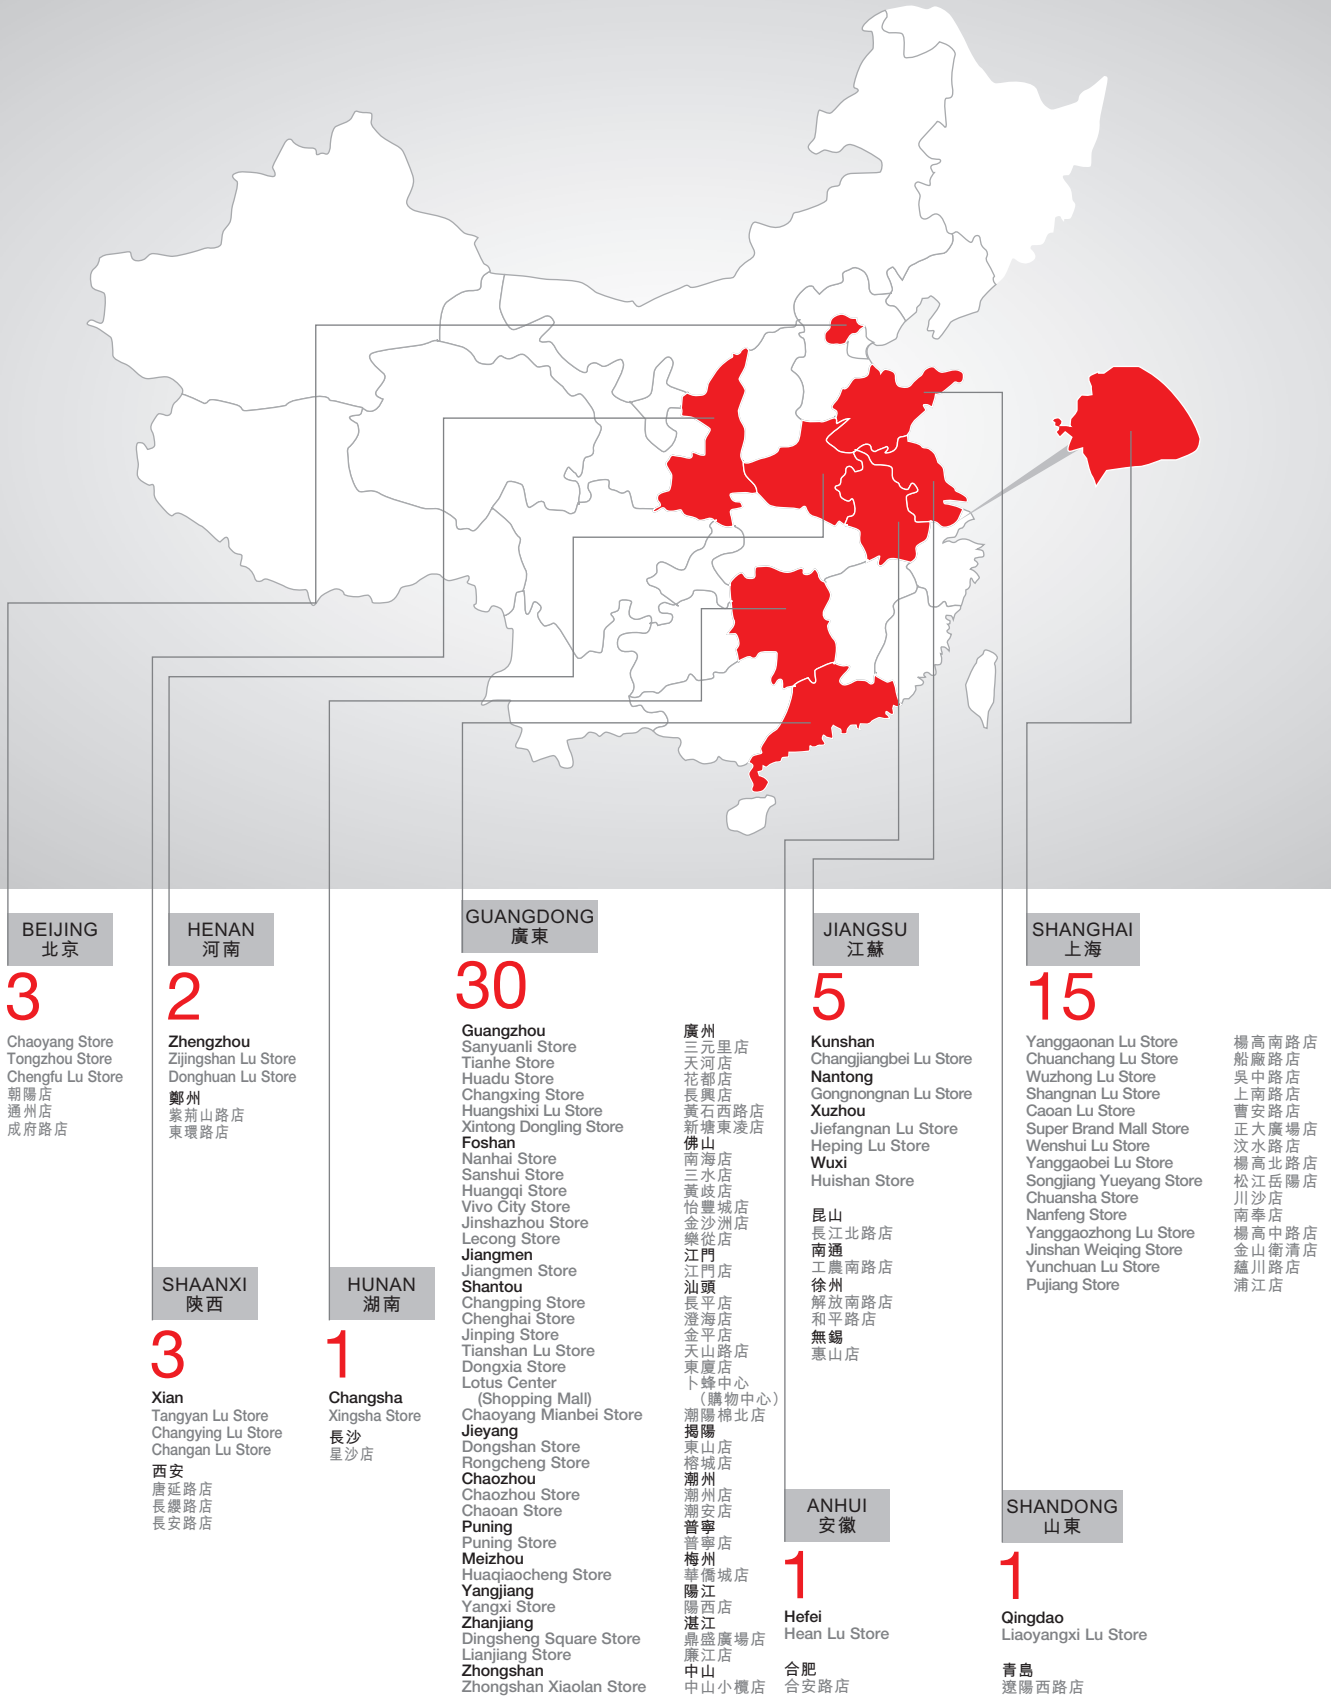 BEIJING
北京
3
Chaoyang Store
Tongzhou Store
Chengfu Lu Store
朝陽店
通州店
成府路店
HENAN
河南
2
Zhengzhou
Zijingshan Lu Store
Donghuan Lu Store
鄭州
紫荊山路店
東環路店
SHAANXI
陝西
3
Xian
Tangyan Lu Store
Changying Lu Store
Changan Lu Store
西安
唐延路店
長纓路店
長安路店
HUNAN
湖南
1
Changsha
Xingsha Store
長沙
星沙店
GUANGDONG
廣東
30
Guangzhou 廣州
Sanyuanli Store 三元里店
Tianhe Store 天河店
Huadu Store 花都店
Changxing Store 長興店
Huangshixi Lu Store 黃石西路店
Xintong Dongling Store 新塘東凌店
Foshan 佛山
Nanhai Store 南海店
Sanshui Store 三水店
Huangqi Store 黃歧店
Vivo City Store 怡豐城店
Jinshazhou Store 金沙洲店
Lecong Store 樂從店
Jiangmen 江門
Jiangmen Store 江門店
Shantou 汕頭
Changping Store 長平店
Chenghai Store 澄海店
Jinping Store 金平店
Tianshan Lu Store 天山路店
Dongxia Store 東廈店
Lotus Center 卜蜂中心
(Shopping Mall) （購物中心）
Chaoyang Mianbei Store 潮陽棉北店
Jieyang 揭陽
Dongshan Store 東山店
Rongcheng Store 榕城店
Chaozhou 潮州
Chaozhou Store 潮州店
Chaoan Store 潮安店
Puning 普寧
Puning Store 普寧店
Meizhou 梅州
Huaqiaocheng Store 華僑城店
Yangjiang 陽江
Yangxi Store 陽西店
Zhanjiang 湛江
Dingsheng Square Store 鼎盛廣場店
Lianjiang Store 廉江店
Zhongshan 中山
Zhongshan Xiaolan Store 中山小欖店
JIANGSU
江蘇
5
Kunshan
Changjiangbei Lu Store
Nantong
Gongnongnan Lu Store
Xuzhou
Jiefangnan Lu Store
Heping Lu Store
Wuxi
Huishan Store
昆山
長江北路店
南通
工農南路店
徐州
解放南路店
和平路店
無錫
惠山店
ANHUI
安徽
1
Hefei
Hean Lu Store
合肥
合安路店
SHANGHAI
上海
15
Yanggaonan Lu Store 楊高南路店
Chuanchang Lu Store 船廠路店
Wuzhong Lu Store 吳中路店
Shangnan Lu Store 上南路店
Caoan Lu Store 曹安路店
Super Brand Mall Store 正大廣場店
Wenshui Lu Store 汶水路店
Yanggaobei Lu Store 楊高北路店
Songjiang Yueyang Store 松江岳陽店
Chuansha Store 川沙店
Nanfeng Store 南奉店
Yanggaozhong Lu Store 楊高中路店
Jinshan Weiqing Store 金山衛清店
Yunchuan Lu Store 蘊川路店
Pujiang Store 浦江店
SHANDONG
山東
1
Qingdao
Liaoyangxi Lu Store
青島
遼陽西路店